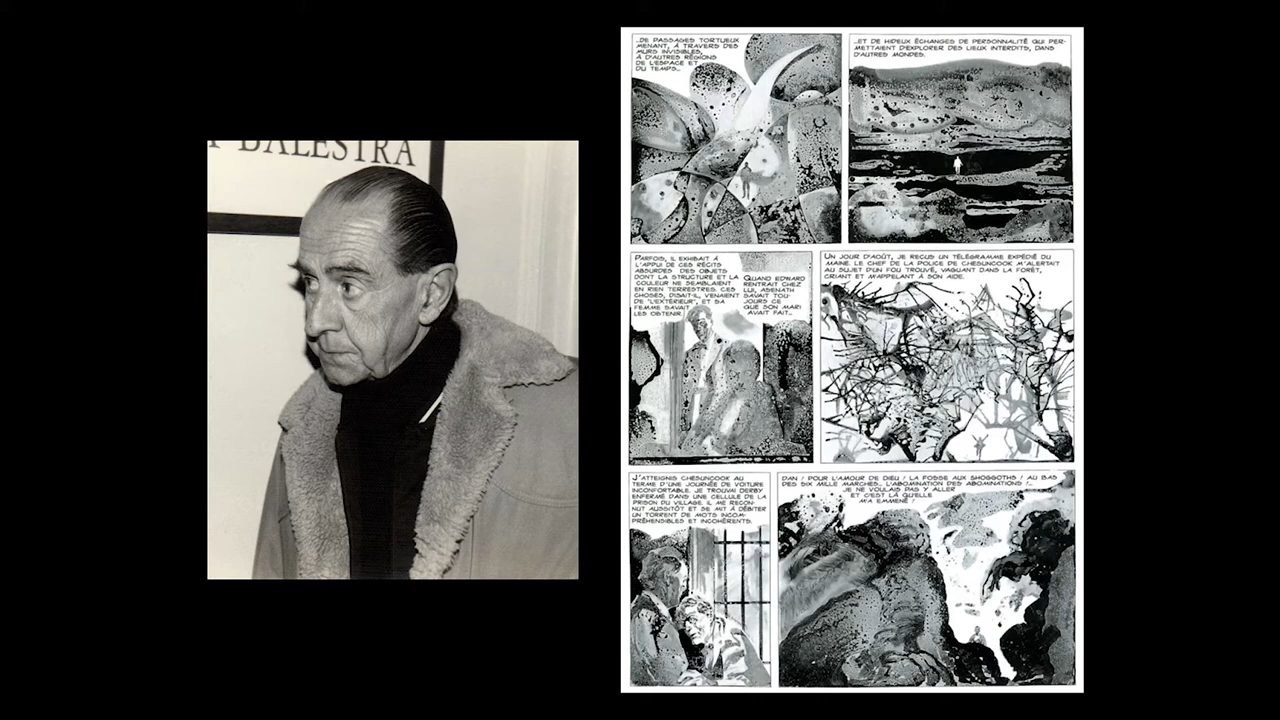 BALESTRA
...DE PASSAGES TORTUEUX
MENANT, À TRAVERS DES
MURS INVISIBLES,
À D'AUTRES RÉGIONS
DE L'ESPACE ET
DU TEMPS...
...ET DE HIDEUX ÉCHANGES DE PERSONNALITÉ QUI PER-
METTAIENT D'EXPLORER DES LIEUX INTERDITS, DANS
D'AUTRES MONDES.
PARFOIS, IL EXHIBAIT À
L'APPUI DE CES RÉCITS
ABSURDES DES OBJETS
DONT LA STRUCTURE ET LA
COULEUR NE SEMBLAIENT
EN RIEN TERRESTRES. CES
CHOSES, DISAIT-IL, VENAIENT
DE "L'EXTÉRIEUR", ET SA
FEMME SAVAIT
LES OBTENIR.
QUAND EDWARD
RENTRAIT CHEZ
LUI, ASENATH
SAVAIT TOU-
JOURS CE
QUE SON MARI
AVAIT FAIT...
UN JOUR D'AOÛT, JE REÇUS UN TÉLÉGRAMME EXPÉDIÉ DU
MAINE. LE CHEF DE LA POLICE DE CHESUNCOOK M'ALERTAIT
AU SUJET D'UN FOU TROUVÉ, VAGUANT DANS LA FORÊT,
CRIANT ET M'APPELANT À SON AIDE.
J'ATTEIGNIS CHESUNCOOK AU
TERME D'UNE JOURNÉE DE VOITURE
INCONFORTABLE. JE TROUVAI DERBY
ENFERMÉ DANS UNE CELLULE DE LA
PRISON DU VILLAGE. IL ME RECON-
NUT AUSSITÔT ET SE MIT À DÉBITER
UN TORRENT DE MOTS INCOM-
PRÉHENSIBLES ET INCOHÉRENTS.
DAN ! POUR L'AMOUR DE DIEU ! LA FOSSE AUX SHOGGOTHS ! AU BAS
DES SIX MILLE MARCHES... L'ABOMINATION DES ABOMINATIONS !...
JE NE VOULAIS PAS Y ALLER
ET C'EST LÀ QU'ELLE
M'A EMMENÉ !